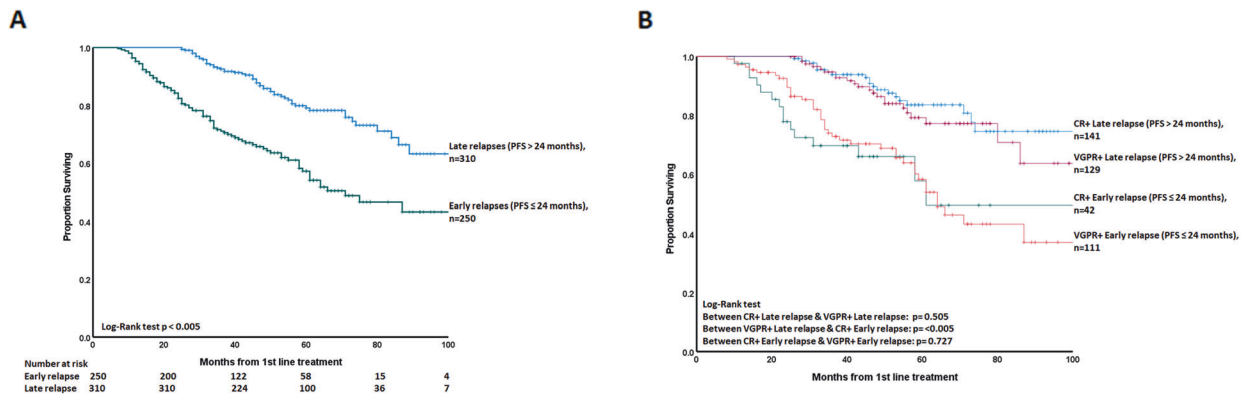 A
Proportion Surviving
1.0
0.8
0.6
0.4
0.2
0.0
Late relapses (PFS > 24 months),
n=310
Early relapses (PFS ≤ 24 months),
n=250
Log-Rank test p < 0.005
0 20 40 60 80 100
Months from 1st line treatment
Number at risk
Early relapse 250 200 122 58 15 4
Late relapse 310 310 224 100 36 7
B
Proportion Surviving
1.0
0.8
0.6
0.4
0.2
0.0
CR+ Late relapse (PFS > 24 months),
n=141
VGPR+ Late relapse (PFS > 24 months),
n=129
CR+ Early relapse (PFS ≤ 24 months),
n=42
VGPR+ Early relapse (PFS ≤ 24 months),
n=111
Log-Rank test
Between CR+ Late relapse & VGPR+ Late relapse: p= 0.505
Between VGPR+ Late relapse & CR+ Early relapse: p= <0.005
Between CR+ Early relapse & VGPR+ Early relapse: p= 0.727
20 40 60 80 100
Months from 1st line treatment